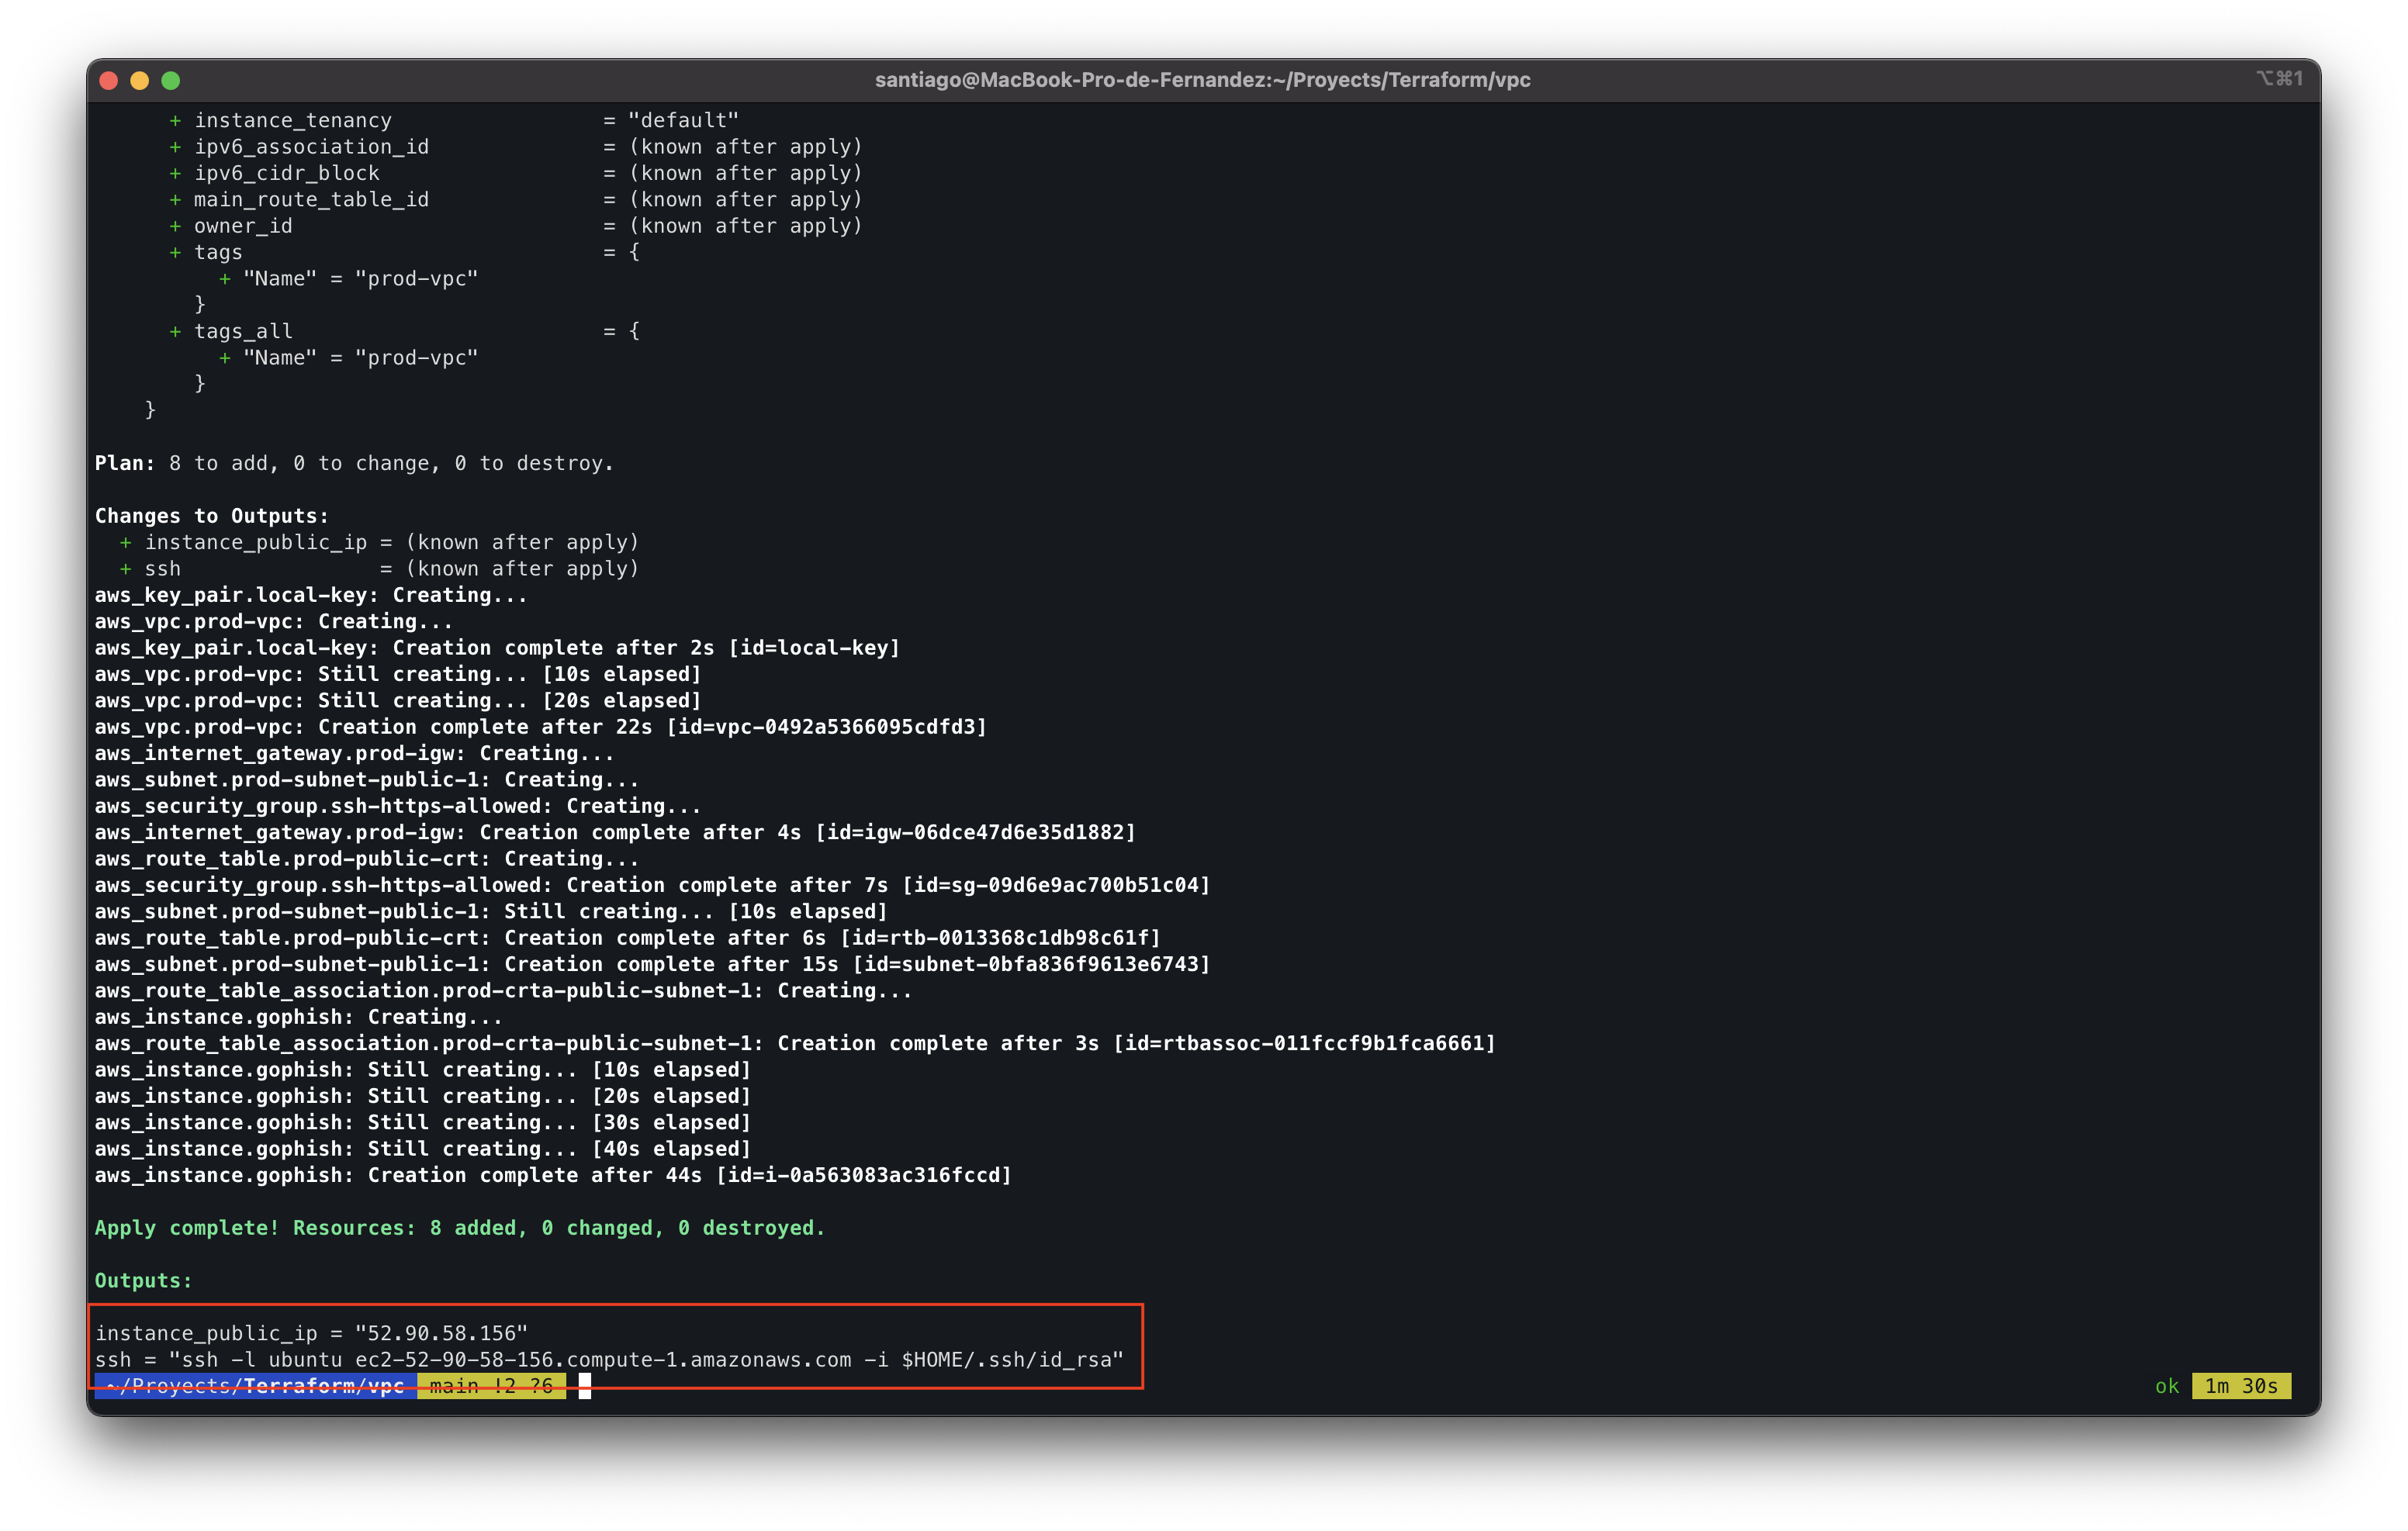 santiago@MacBook-Pro-de-Fernandez:~/Proyects/Terraform/vpc ⌥⌘1
+ instance_tenancy = "default"
+ ipv6_association_id = (known after apply)
+ ipv6_cidr_block = (known after apply)
+ main_route_table_id = (known after apply)
+ owner_id = (known after apply)
+ tags = {
+ "Name" = "prod-vpc"
}
+ tags_all = {
+ "Name" = "prod-vpc"
}
}
Plan: 8 to add, 0 to change, 0 to destroy.
Changes to Outputs:
+ instance_public_ip = (known after apply)
+ ssh = (known after apply)
aws_key_pair.local-key: Creating...
aws_vpc.prod-vpc: Creating...
aws_key_pair.local-key: Creation complete after 2s [id=local-key]
aws_vpc.prod-vpc: Still creating... [10s elapsed]
aws_vpc.prod-vpc: Still creating... [20s elapsed]
aws_vpc.prod-vpc: Creation complete after 22s [id=vpc-0492a5366095cdfd3]
aws_internet_gateway.prod-igw: Creating...
aws_subnet.prod-subnet-public-1: Creating...
aws_security_group.ssh-https-allowed: Creating...
aws_internet_gateway.prod-igw: Creation complete after 4s [id=igw-06dce47d6e35d1882]
aws_route_table.prod-public-crt: Creating...
aws_security_group.ssh-https-allowed: Creation complete after 7s [id=sg-09d6e9ac700b51c04]
aws_subnet.prod-subnet-public-1: Still creating... [10s elapsed]
aws_route_table.prod-public-crt: Creation complete after 6s [id=rtb-0013368c1db98c61f]
aws_subnet.prod-subnet-public-1: Creation complete after 15s [id=subnet-0bfa836f9613e6743]
aws_route_table_association.prod-crta-public-subnet-1: Creating...
aws_instance.gophish: Creating...
aws_route_table_association.prod-crta-public-subnet-1: Creation complete after 3s [id=rtbassoc-011fccf9b1fca6661]
aws_instance.gophish: Still creating... [10s elapsed]
aws_instance.gophish: Still creating... [20s elapsed]
aws_instance.gophish: Still creating... [30s elapsed]
aws_instance.gophish: Still creating... [40s elapsed]
aws_instance.gophish: Creation complete after 44s [id=i-0a563083ac316fccd]
Apply complete! Resources: 8 added, 0 changed, 0 destroyed.
Outputs:
instance_public_ip = "52.90.58.156"
ssh = "ssh -l ubuntu ec2-52-90-58-156.compute-1.amazonaws.com -i $HOME/.ssh/id_rsa"
~/Proyects/Terraform/vpc main !2 ?6 ok 1m 30s